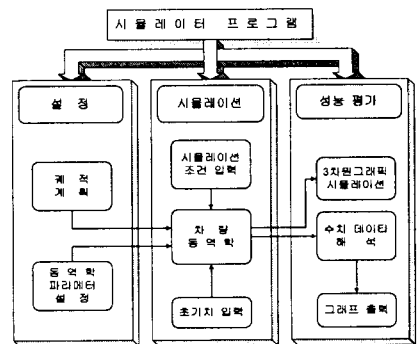 시뮬레이터 프로그램
설 정
시뮬레이션
성능 평가
궤 적
계 획
동 역 학
파라메터
설 정
시뮬레이션
조건 입력
차 량
동 역 학
초기치 입력
3차원그래픽
시뮬레이션
수치 데이타
해 석
그래프 출력